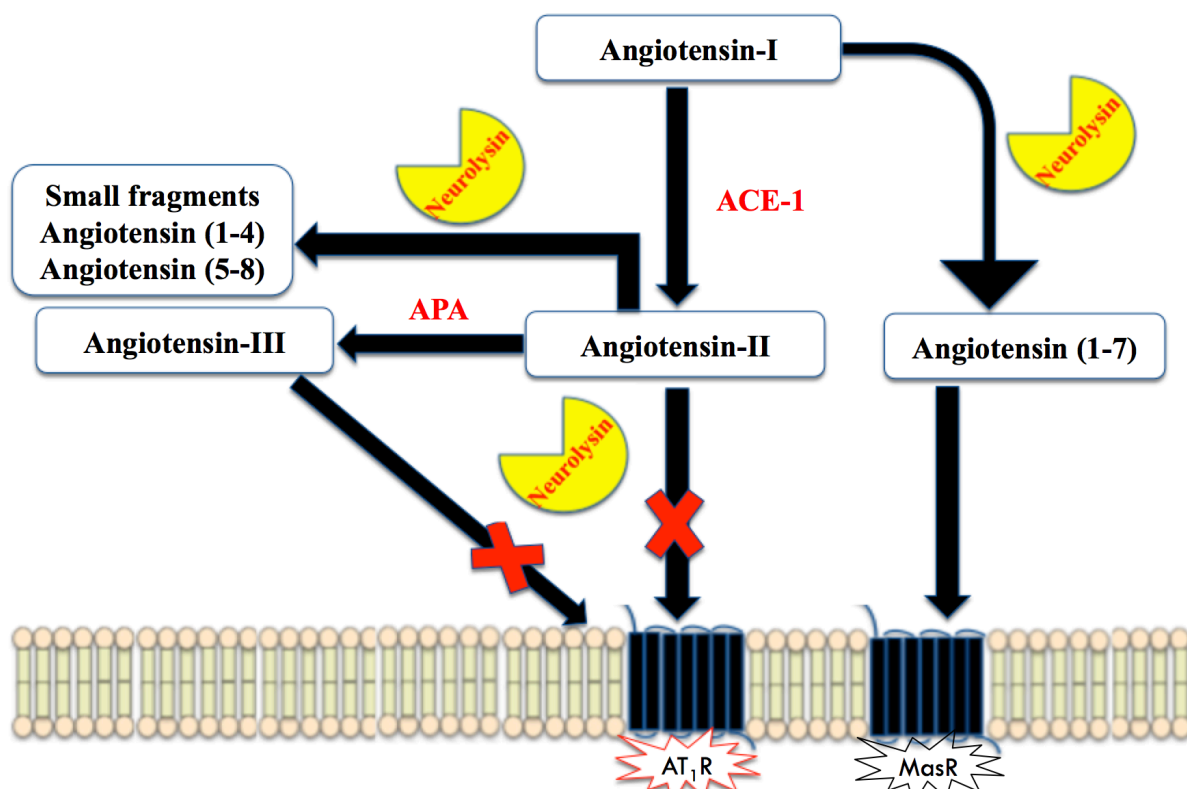 Angiotensin-I
Neurolysin
Neurolysin
Small fragments
Angiotensin (1-4)
Angiotensin (5-8)
ACE-1
APA
Angiotensin-III
Angiotensin-II
Angiotensin (1-7)
Neurolysin
AT₁R
MasR